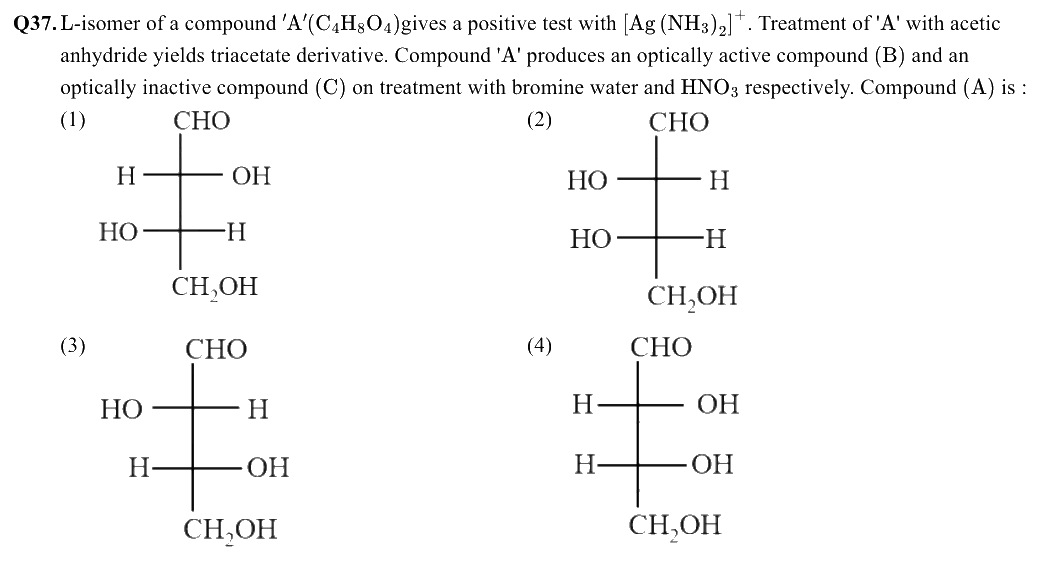 Q37. L-isomer of a compound 'A'(C₄H₈O₄)gives a positive test with [Ag (NH₃)₂]⁺. Treatment of 'A' with acetic
anhydride yields triacetate derivative. Compound 'A' produces an optically active compound (B) and an
optically inactive compound (C) on treatment with bromine water and HNO₃ respectively. Compound (A) is :
(1) CHO (2) CHO
H OH HO H
HO H HO H
CH₂OH CH₂OH
(3) CHO (4) CHO
HO H H OH
H OH H OH
CH₂OH CH₂OH